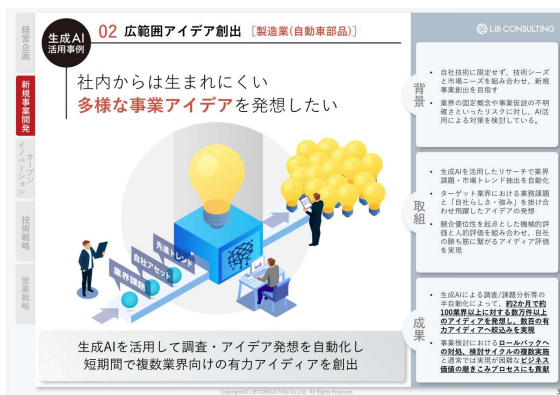 経営企画
新規事業開発
オープンイノベーション
技術戦略
営業戦略
生成AI
活用事例
02 広範囲アイデア創出 [製造業(自動車部品)]
社内からは生まれにくい
多様な事業アイデアを発想したい
先進トレンド
自社アセット
業界課題
生成AIを活用して調査・アイデア発想を自動化し
短期間で複数業界向けの有力アイディアを創出
LiB CONSULTING
背景
• 自社技術に限定せず、技術シーズ
と市場ニーズを組み合わせ、新規
事業創出を目指す
• 業界の固定概念や事業仮説の不明
確さといったリスクに対し、AI活
用による対策を検討している。
取組
• 生成AIを活用したリサーチで業界
課題・市場トレンド抽出を自動化
• ターゲット業界における業務課題
と「自社らしさ・強み」を掛け合
わせ飛躍したアイデアの発想
• 競合優位性を起点とした機械的評
価と人的評価を組み合わせ、自社
の勝ち筋に繋がるアイディア評価
を実現
成果
• 生成AIによる調査/課題分析等の
半自動化によって、約2か月で約
100業界以上に対する数万件以上
のアイディアを発想し、数百の有
力アイディアへ絞込みを実現
• 事業検討におけるロールバックへ
の対処、検討サイクルの複数実施
と通常では実現が困難なビジネス
価値の磨きこみプロセスにも貢献
Copyright© LiB CONSULTING Co.,Ltd. All Rights Reserved.
3